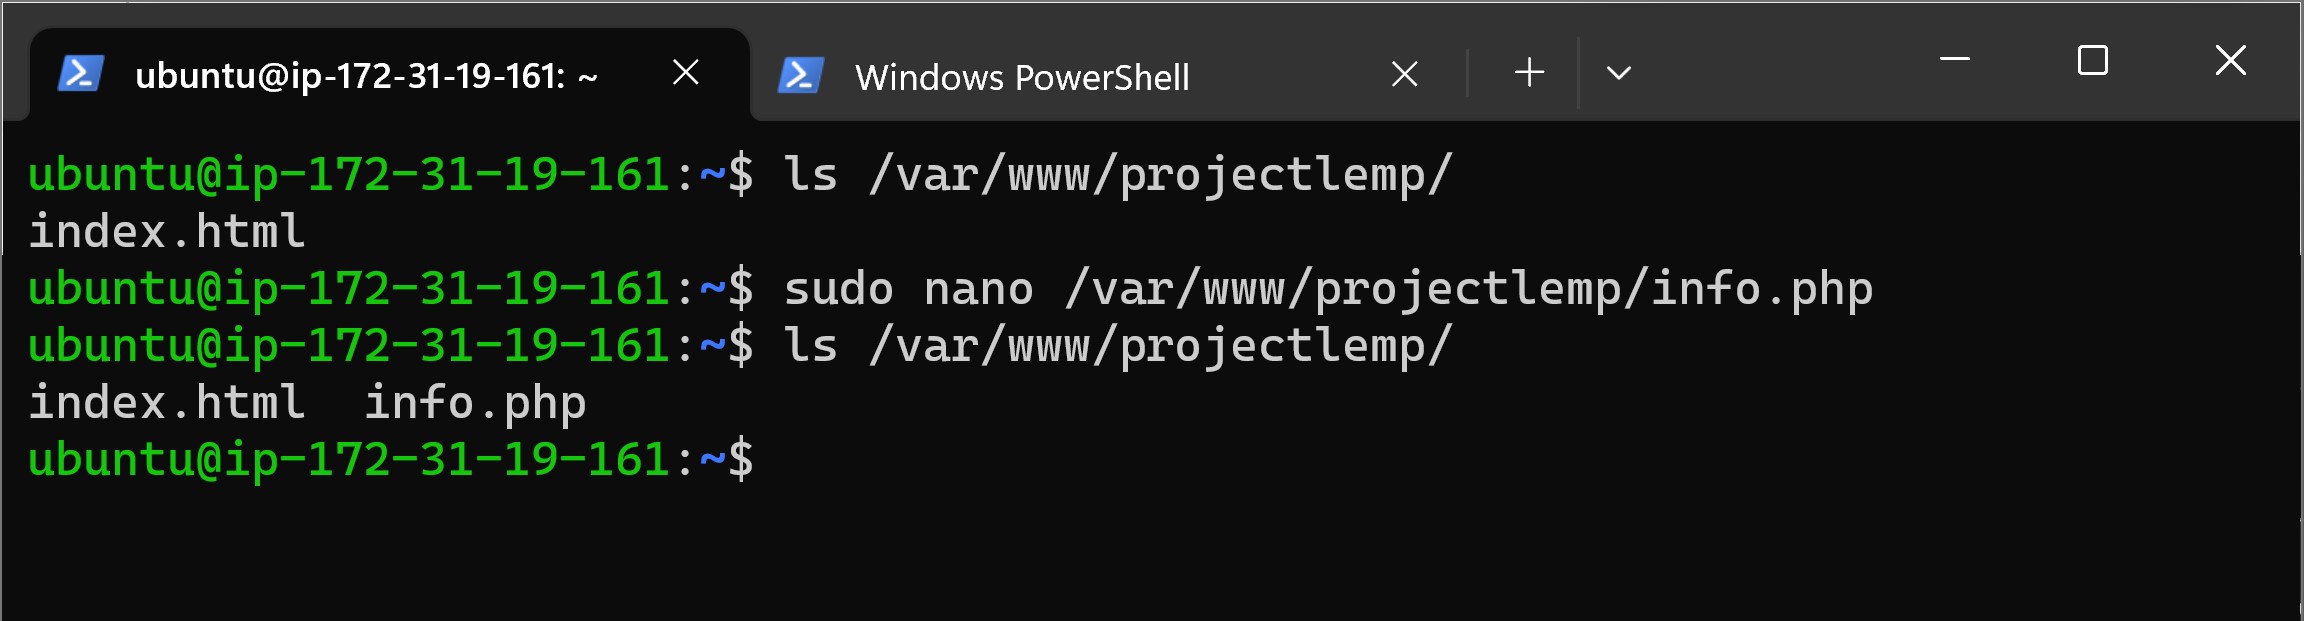 ubuntu@ip-172-31-19-161: ~
Windows PowerShell
ubuntu@ip-172-31-19-161:~$ ls /var/www/projectlemp/
index.html
ubuntu@ip-172-31-19-161:~$ sudo nano /var/www/projectlemp/info.php
ubuntu@ip-172-31-19-161:~$ ls /var/www/projectlemp/
index.html  info.php
ubuntu@ip-172-31-19-161:~$